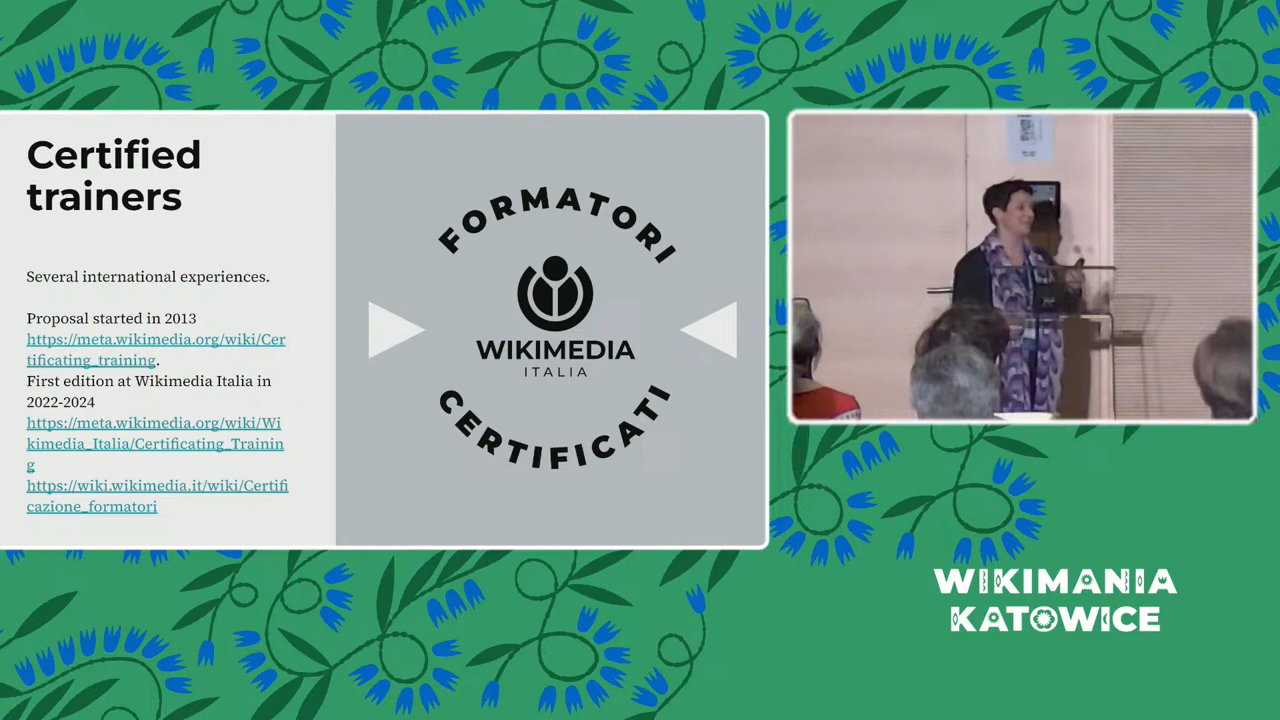 Certified
trainers
Several international experiences.
Proposal started in 2013
https://meta.wikimedia.org/wiki/Cer
tificating_training.
First edition at Wikimedia Italia in
2022-2024
https://meta.wikimedia.org/wiki/Wi
kimedia_Italia/Certificating_Trainin
g
https://wiki.wikimedia.it/wiki/Certifi
cazione_formatori
FORMATORI
WIKIMEDIA
ITALIA
CERTIFICATI
WIKIMANIA
KATOWICE